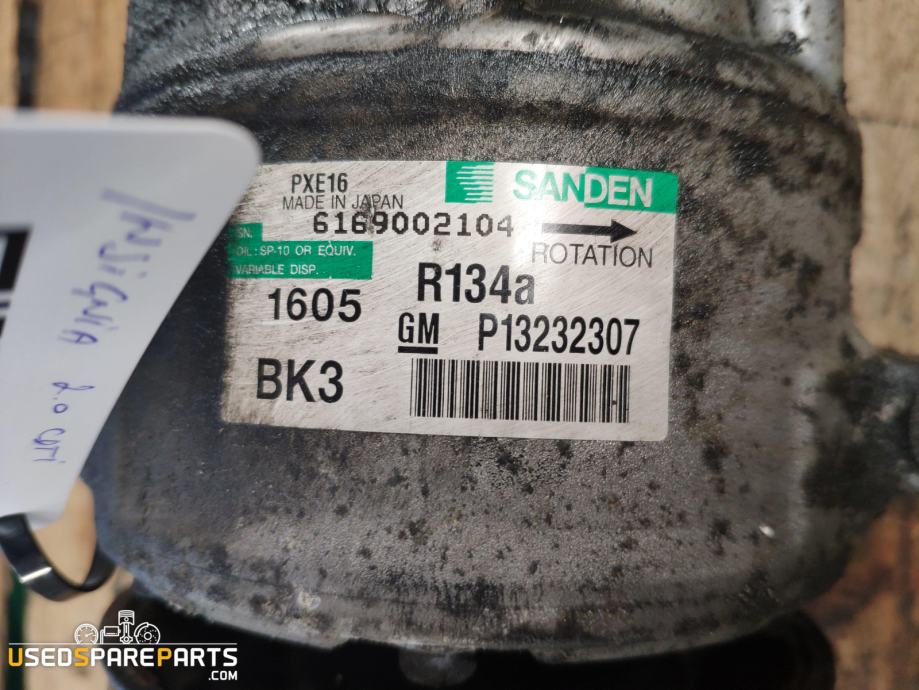 PXE16
SANDEN
MADE IN JAPAN
SN. 6169002104
ROTATION
OIL: SP-10 OR EQUIV.
VARIABLE DISP.
R134a
1605
GM P13232307
BK3
INSIGNIA 2.0 CDTI
USEDSPAREPARTS
.COM